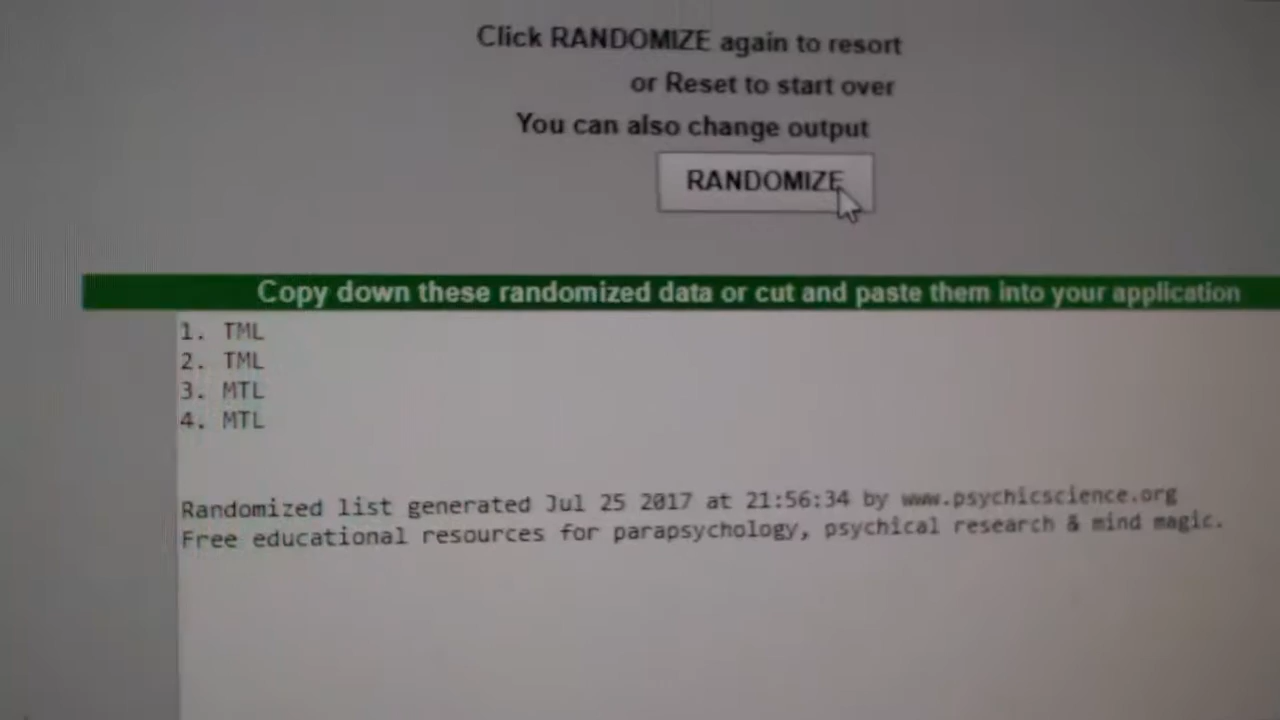 Click RANDOMIZE again to resort
or Reset to start over
You can also change output
RANDOMIZE
Copy down these randomized data or cut and paste them into your application
1. TML
2. TML
3. MTL
4. MTL
Randomized list generated Jul 25 2017 at 21:56:34 by www.psychicscience.org
Free educational resources for parapsychology, psychical research & mind magic.